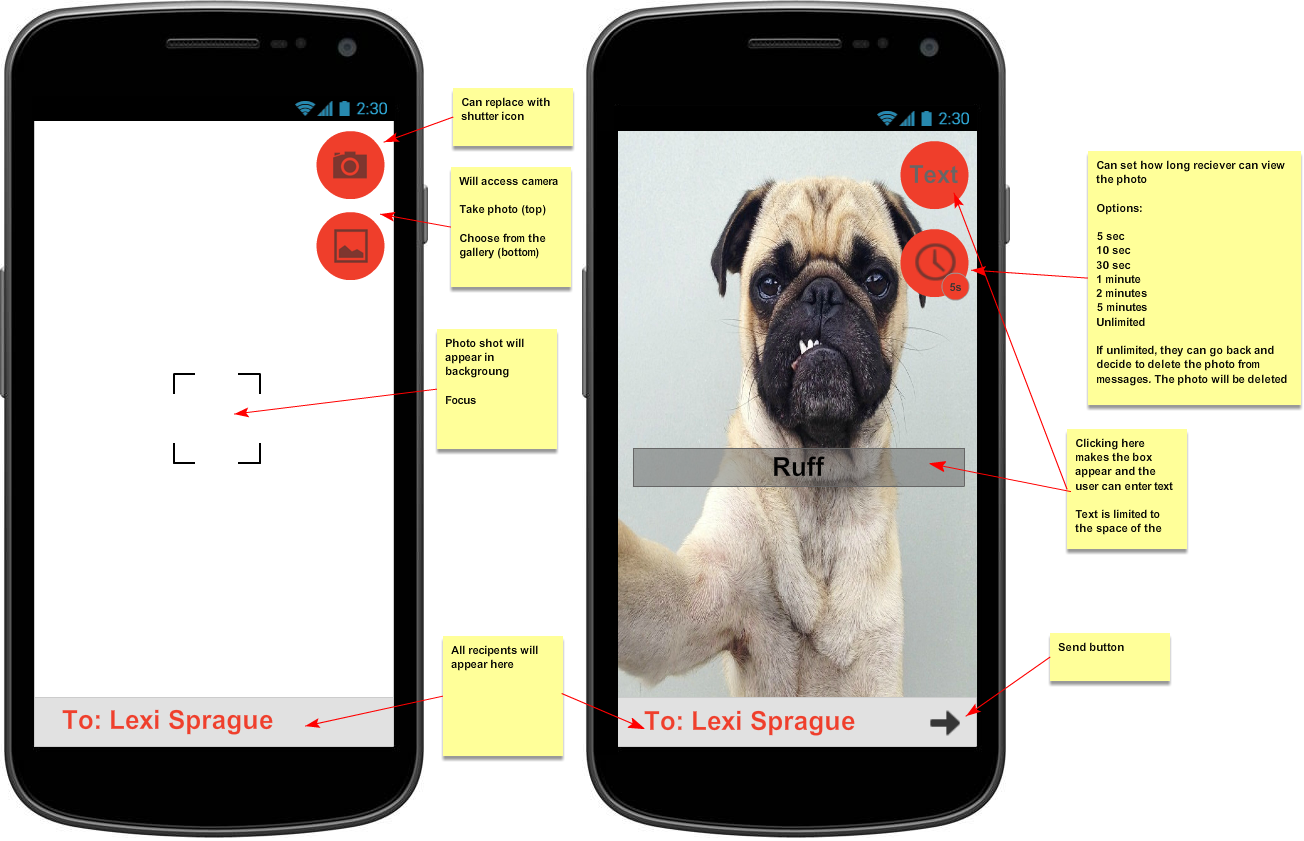 2:30
Can replace with
shutter icon
Will access camera
Take photo (top)
Choose from the
gallery (bottom)
Photo shot will
appear in
backgroung
Focus
All recipents will
appear here
To: Lexi Sprague
2:30
Text
5s
Ruff
To: Lexi Sprague
Can set how long reciever can view
the photo
Options:
5 sec
10 sec
30 sec
1 minute
2 minutes
5 minutes
Unlimited
If unlimited, they can go back and
decide to delete the photo from
messages. The photo will be deleted
Clicking here
makes the box
appear and the
user can enter text
Text is limited to
the space of the
Send button